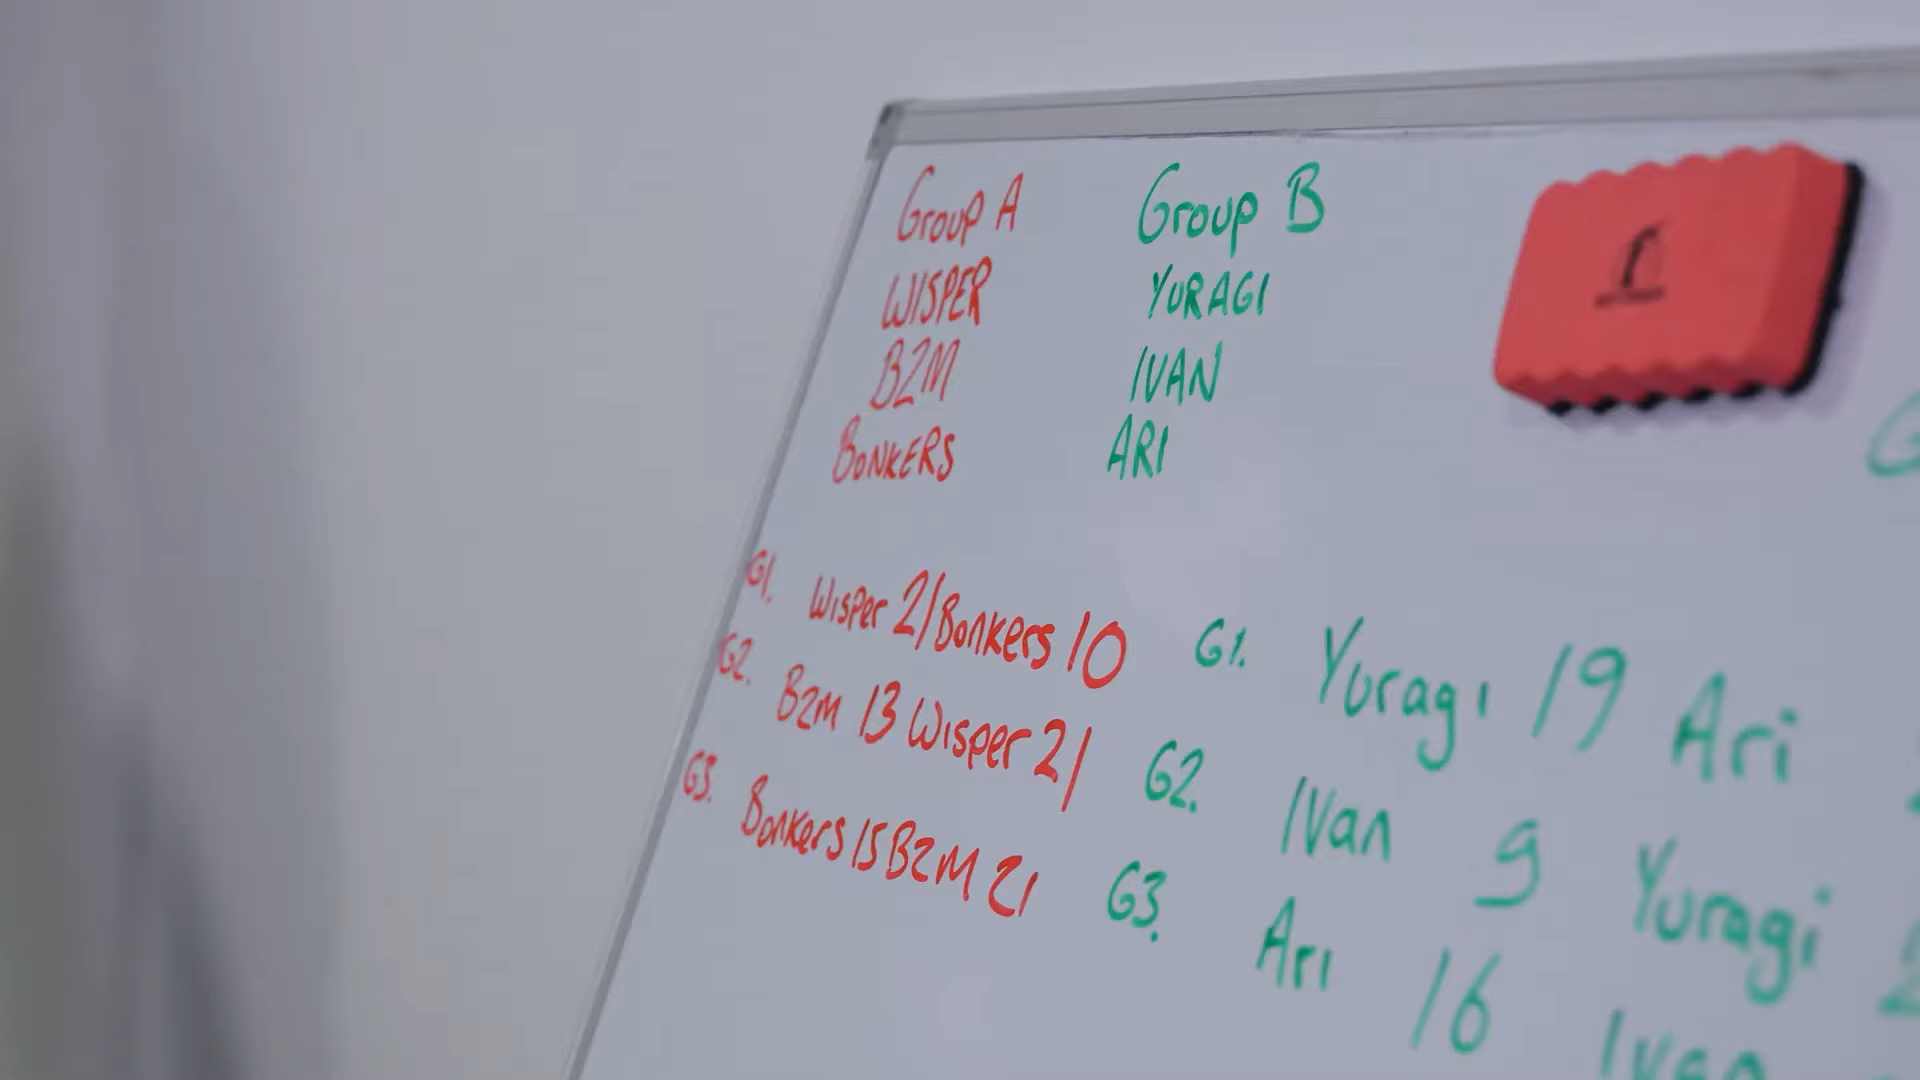 Group A
WISPER
B2M
BONKERS
Group B
YURAGI
IVAN
ARI
G1. Wisper 21 Bonkers 10
G2. B2M 13 Wisper 21
G3. Bonkers 15 B2M 21
G1. Yuragi 19 Ari
G2. Ivan 9 Yuragi
G3. Ari 16 Ivan